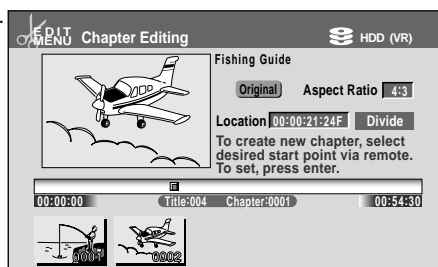 EDIT
MENU Chapter Editing HDD (VR)
Fishing Guide
Original Aspect Ratio 4:3
Location 00:00:21:24F Divide
To create new chapter, select
desired start point via remote.
To set, press enter.
00:00:00 Title:004 Chapter:0001 00:54:30
0001 0002